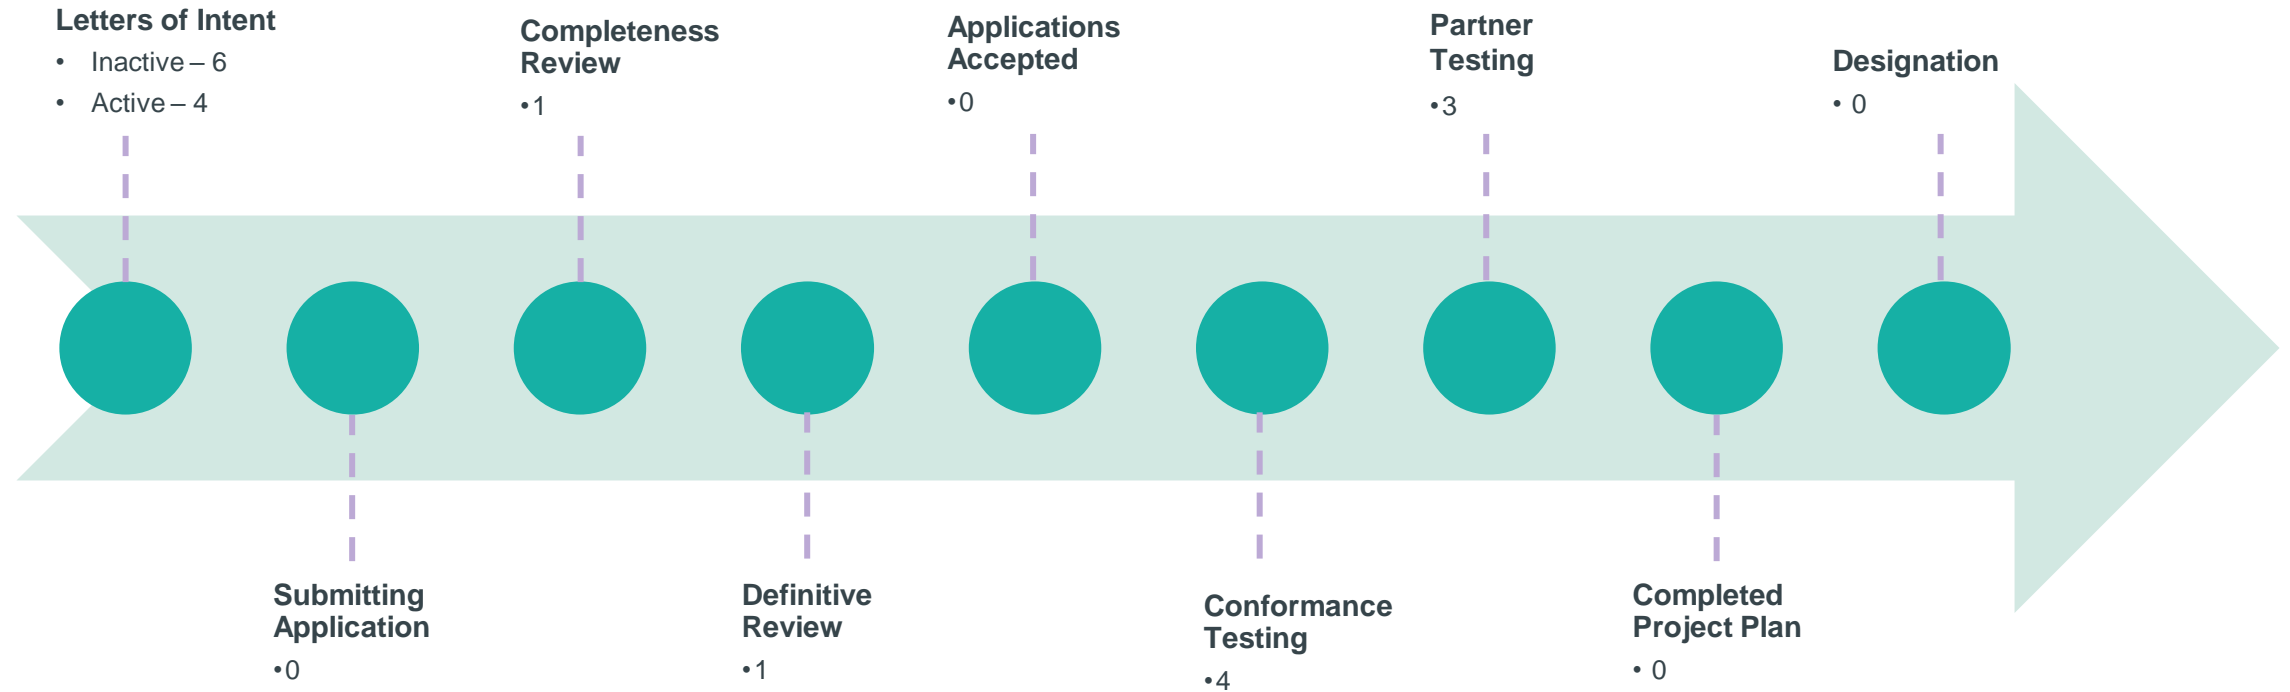 Letters of Intent
• Inactive – 6
• Active – 4
Submitting
Application
•0
Completeness
Review
•1
Definitive
Review
•1
Applications
Accepted
•0
Conformance
Testing
•4
Partner
Testing
•3
Completed
Project Plan
• 0
Designation
• 0